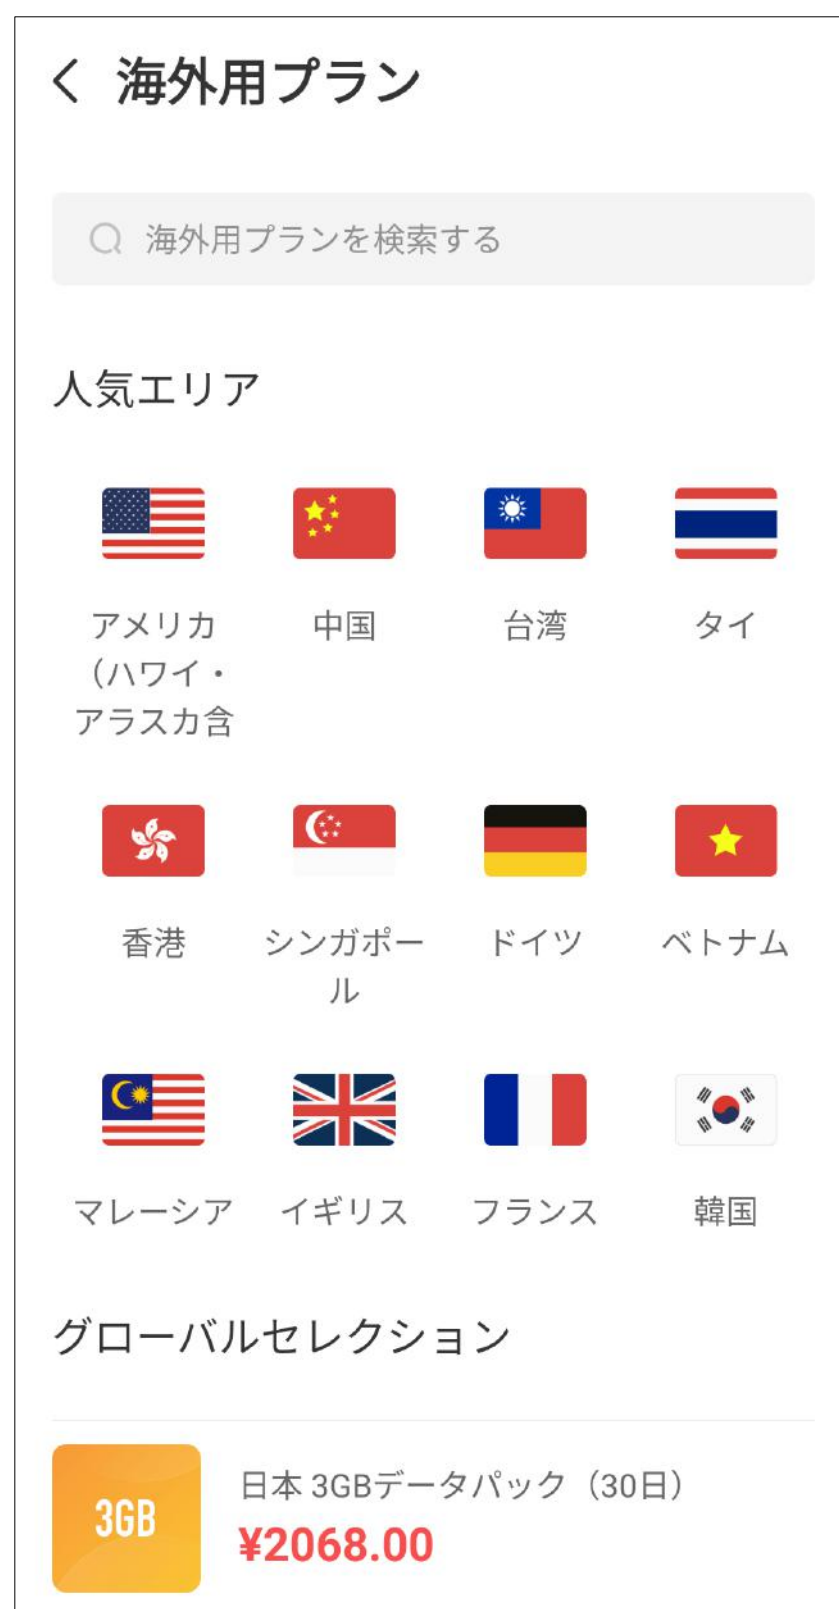 海外用プラン
海外用プランを検索する
人気エリア
アメリカ
（ハワイ・
アラスカ含
中国
台湾
タイ
香港
シンガポー
ル
ドイツ
ベトナム
マレーシア
イギリス
フランス
韓国
グローバルセレクション
3GB
日本 3GBデータパック（30日）
¥2068.00